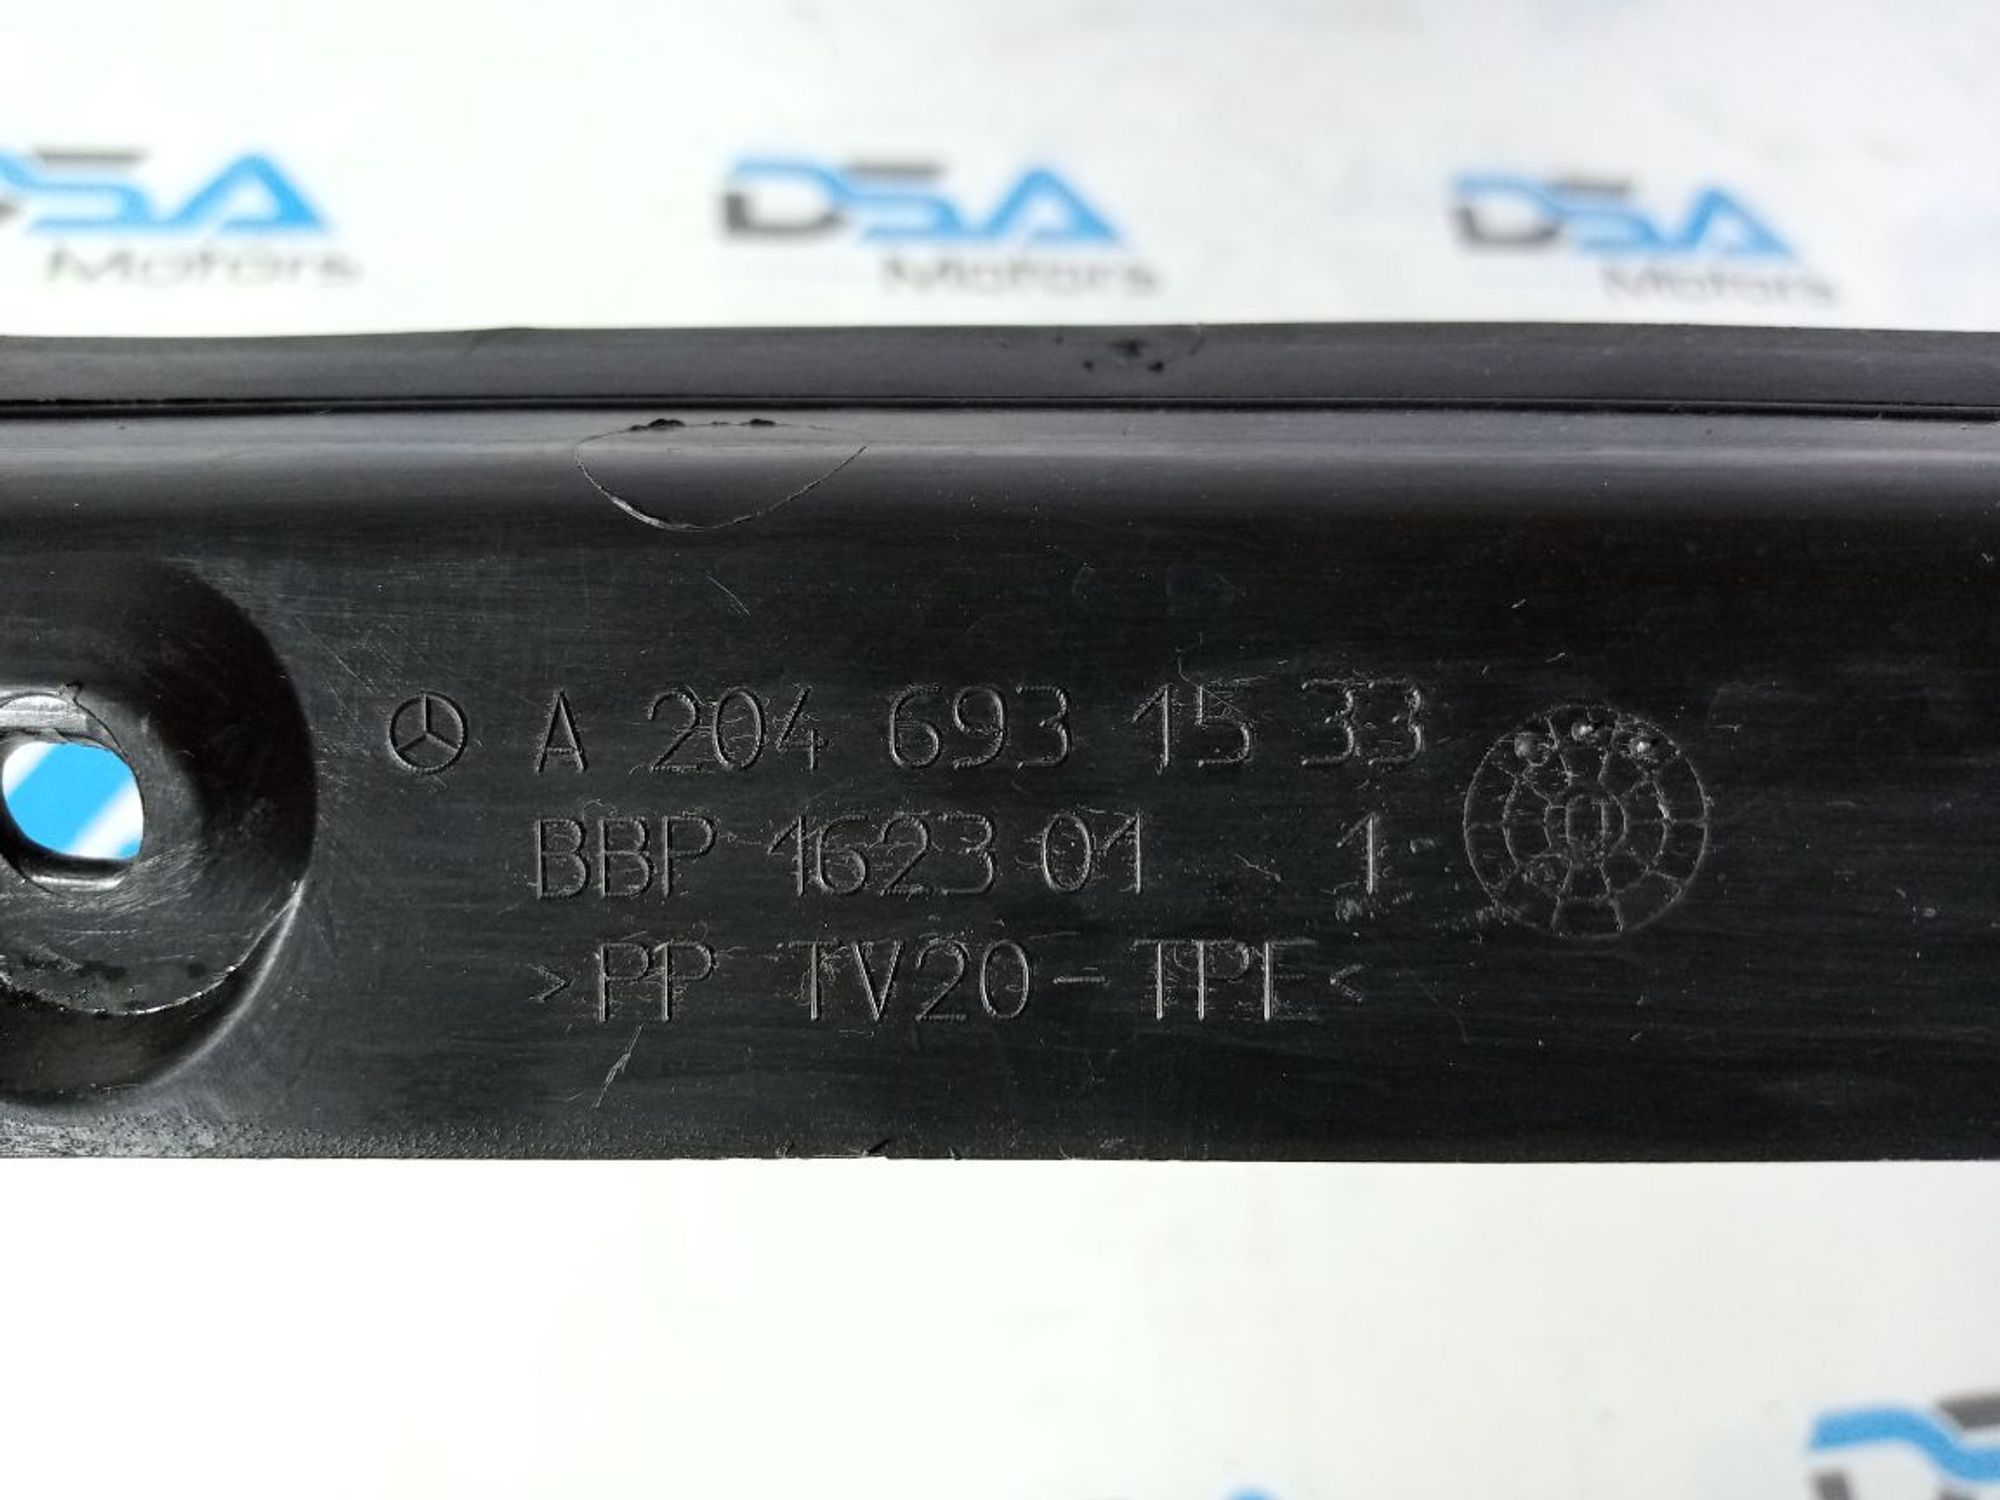 DSA DSA DSA
Motors Motors Motors
A 204 693 15 33
BBP 1623 01 1
>PP TV20-TPE<